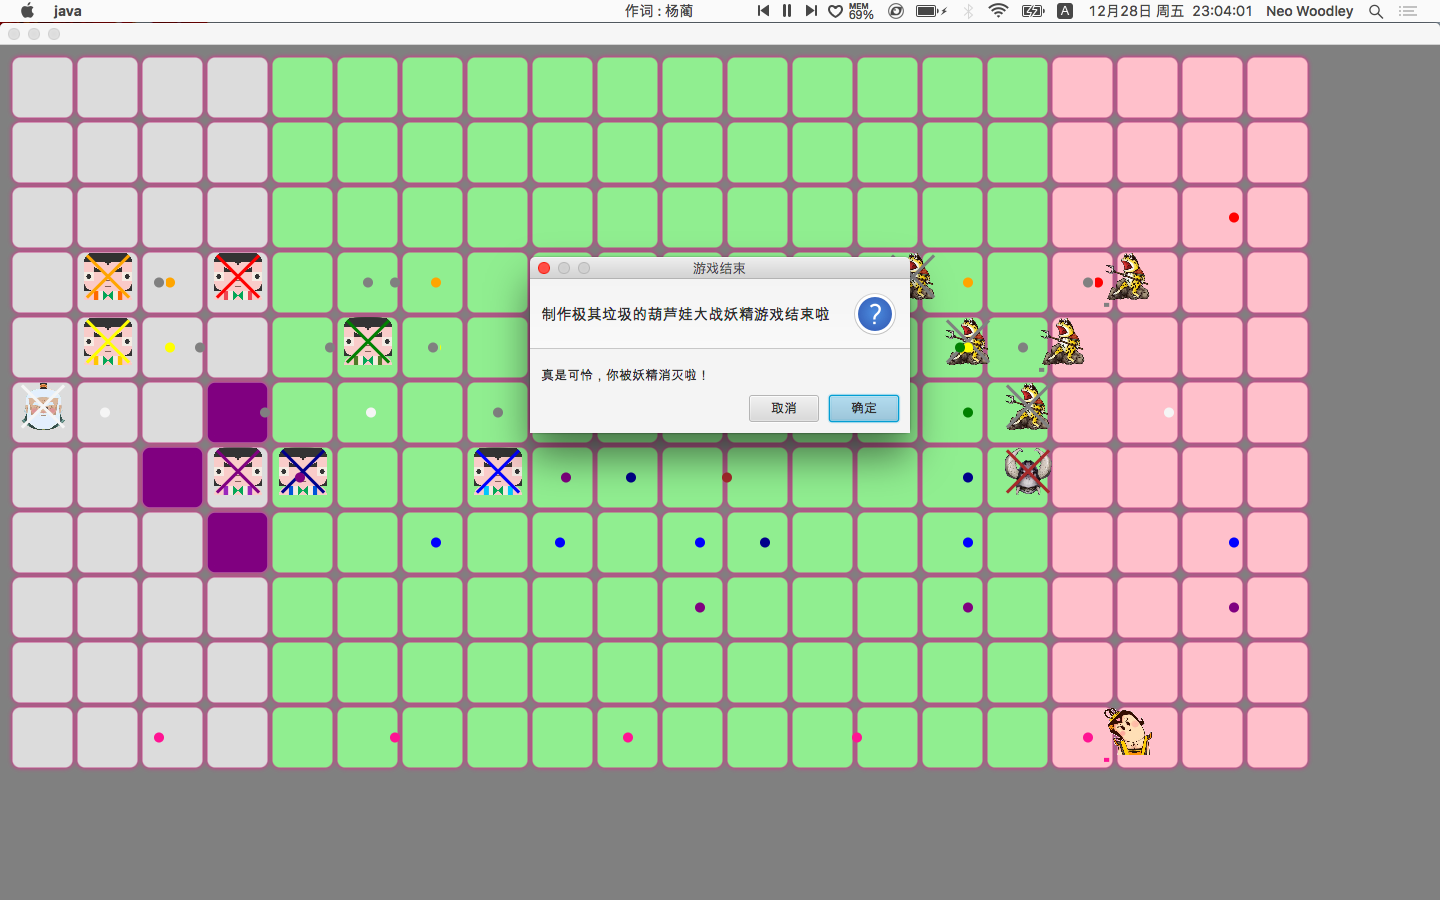 java
作词 : 杨蔺
MEM
69%
A
12月28日 周五 23:04:01
Neo Woodley
游戏结束
制作极其垃圾的葫芦娃大战妖精游戏结束啦
?
真是可怜，你被妖精消灭啦！
取消
确定